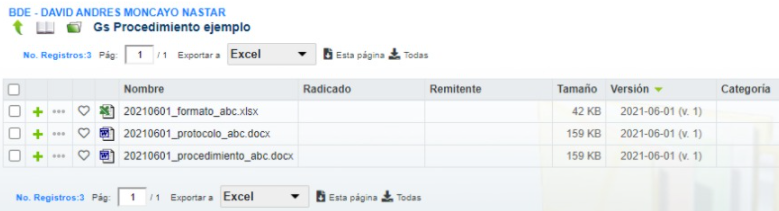 BDE - DAVID ANDRES MONCAYO NASTAR
Gs Procedimiento ejemplo
No. Registros:3 Pág: 1 / 1 Exportar a Excel Esta página Todas
Nombre Radicado Remitente Tamaño Versión Categoría
20210601_formato_abc.xlsx 42 KB 2021-06-01 (v. 1)
20210601_protocolo_abc.docx 159 KB 2021-06-01 (v. 1)
20210601_procedimiento_abc.docx 159 KB 2021-06-01 (v. 1)
No. Registros:3 Pág: 1 / 1 Exportar a Excel Esta página Todas